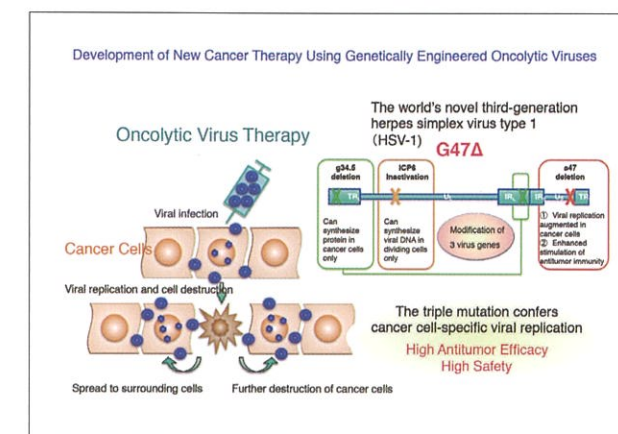 Development of New Cancer Therapy Using Genetically Engineered Oncolytic Viruses
Oncolytic Virus Therapy
Viral infection
Cancer Cells
Viral replication and cell destruction
Spread to surrounding cells
Further destruction of cancer cells
The world's novel third-generation
herpes simplex virus type 1
(HSV-1)
G47Δ
g34.5
deletion
TR
Can
synthesize
protein in
cancer cells
only
ICP6
Inactivation
Can
synthesize
viral DNA in
dividing cells
only
Modification of
3 virus genes
IR
IR
α47
deletion
TR
① Viral replication
augmented in
cancer cells
② Enhanced
stimulation of
antitumor immunity
The triple mutation confers
cancer cell-specific viral replication
High Antitumor Efficacy
High Safety